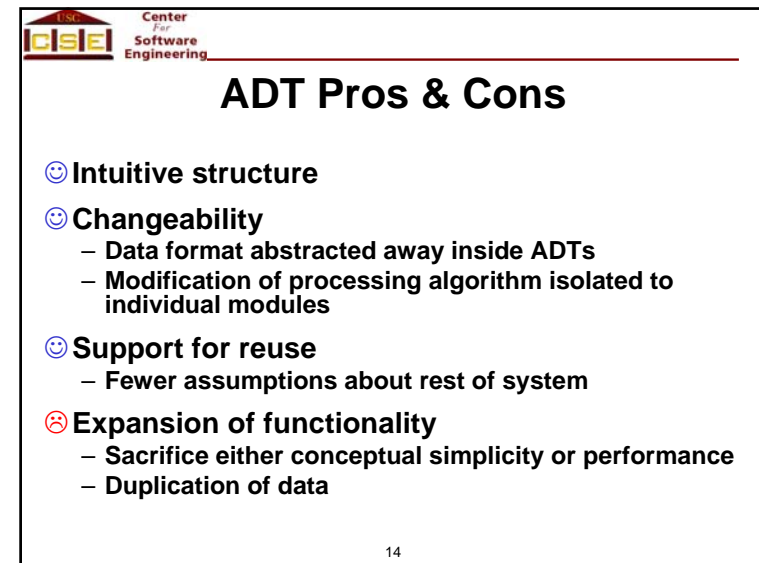 USC
CSE
Center
For
Software
Engineering
ADT Pros & Cons
☺Intuitive structure
☺Changeability
– Data format abstracted away inside ADTs
– Modification of processing algorithm isolated to
individual modules
☺Support for reuse
– Fewer assumptions about rest of system
☹Expansion of functionality
– Sacrifice either conceptual simplicity or performance
– Duplication of data
14